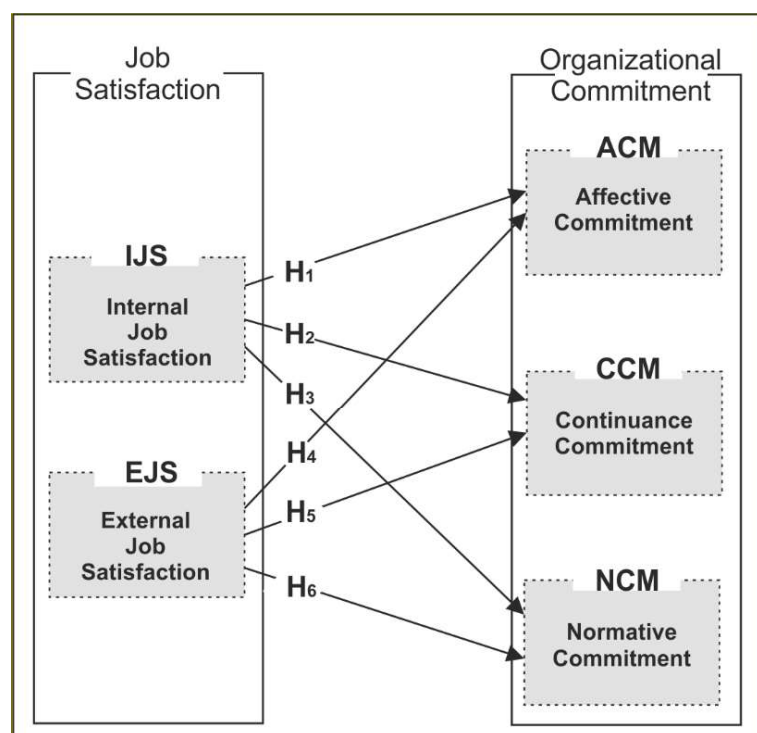 Job
Satisfaction
IJS
Internal
Job
Satisfaction
EJS
External
Job
Satisfaction
H1
H2
H3
H4
H5
H6
Organizational
Commitment
ACM
Affective
Commitment
CCM
Continuance
Commitment
NCM
Normative
Commitment